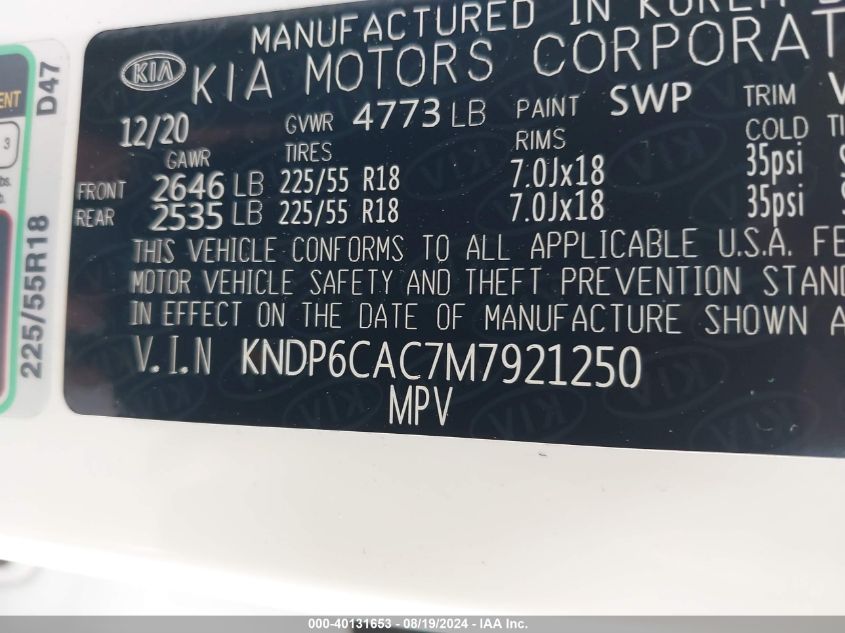 MANUFACTURED IN KOREA
KIA KIA MOTORS CORPORAT
12/20 GVWR 4773 LB PAINT SWP TRIM V
GAWR TIRES RIMS COLD TI
FRONT 2646 LB 225/55 R18 7.0Jx18 35psi S
REAR 2535 LB 225/55 R18 7.0Jx18 35psi S
THIS VEHICLE CONFORMS TO ALL APPLICABLE U.S.A. FE
MOTOR VEHICLE SAFETY AND THEFT PREVENTION STAND
IN EFFECT ON THE DATE OF MANUFACTURE SHOWN A
V.I.N KNDP6CAC7M7921250
MPV
225/55R18 D47
3
000-40131653 - 08/19/2024 - IAA Inc.